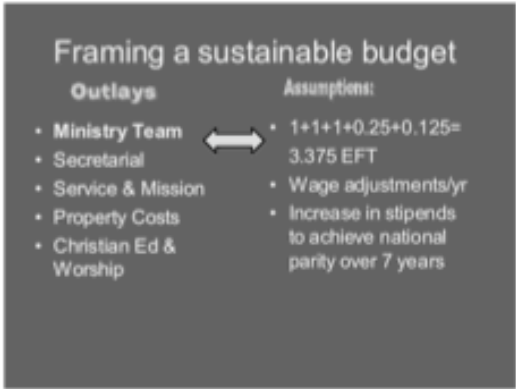 Framing a sustainable budget
Outlays
• Ministry Team
• Secretarial
• Service & Mission
• Property Costs
• Christian Ed &
Worship
Assumptions:
• 1+1+1+0.25+0.125=
3.375 EFT
• Wage adjustments/yr
• Increase in stipends
to achieve national
parity over 7 years